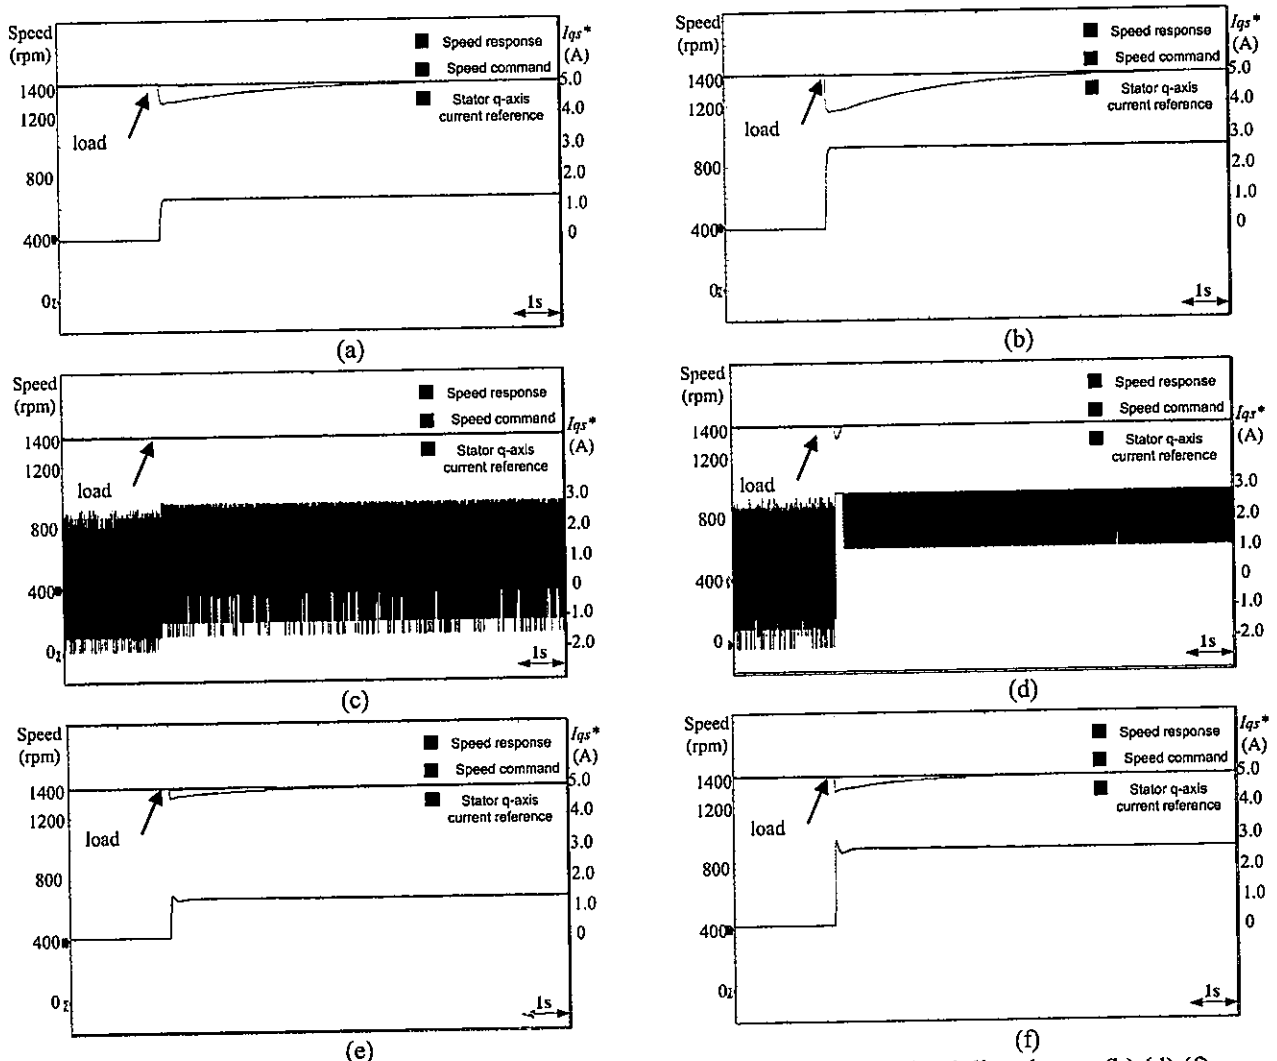 Speed
(rpm)
Iqs*
(A)
Speed response
Speed command
Stator q-axis
current reference
load
1400
1200
800
400
0
5.0
4.0
3.0
2.0
1.0
0
1s
(a)
Speed
(rpm)
Iqs*
(A)
Speed response
Speed command
Stator q-axis
current reference
load
1400
1200
800
400
0
5.0
4.0
3.0
2.0
1.0
0
1s
(b)
Speed
(rpm)
Iqs*
(A)
Speed response
Speed command
Stator q-axis
current reference
load
1400
1200
800
400
0
3.0
2.0
1.0
0
-1.0
-2.0
1s
(c)
Speed
(rpm)
Iqs*
(A)
Speed response
Speed command
Stator q-axis
current reference
load
1400
1200
800
400
0
3.0
2.0
1.0
0
-1.0
-2.0
1s
(d)
Speed
(rpm)
Iqs*
(A)
Speed response
Speed command
Stator q-axis
current reference
load
1400
1200
800
400
0
5.0
4.0
3.0
2.0
1.0
0
1s
(e)
Speed
(rpm)
Iqs*
(A)
Speed response
Speed command
Stator q-axis
current reference
load
1400
1200
800
400
0
5.0
4.0
3.0
2.0
1.0
0
1s
(f)